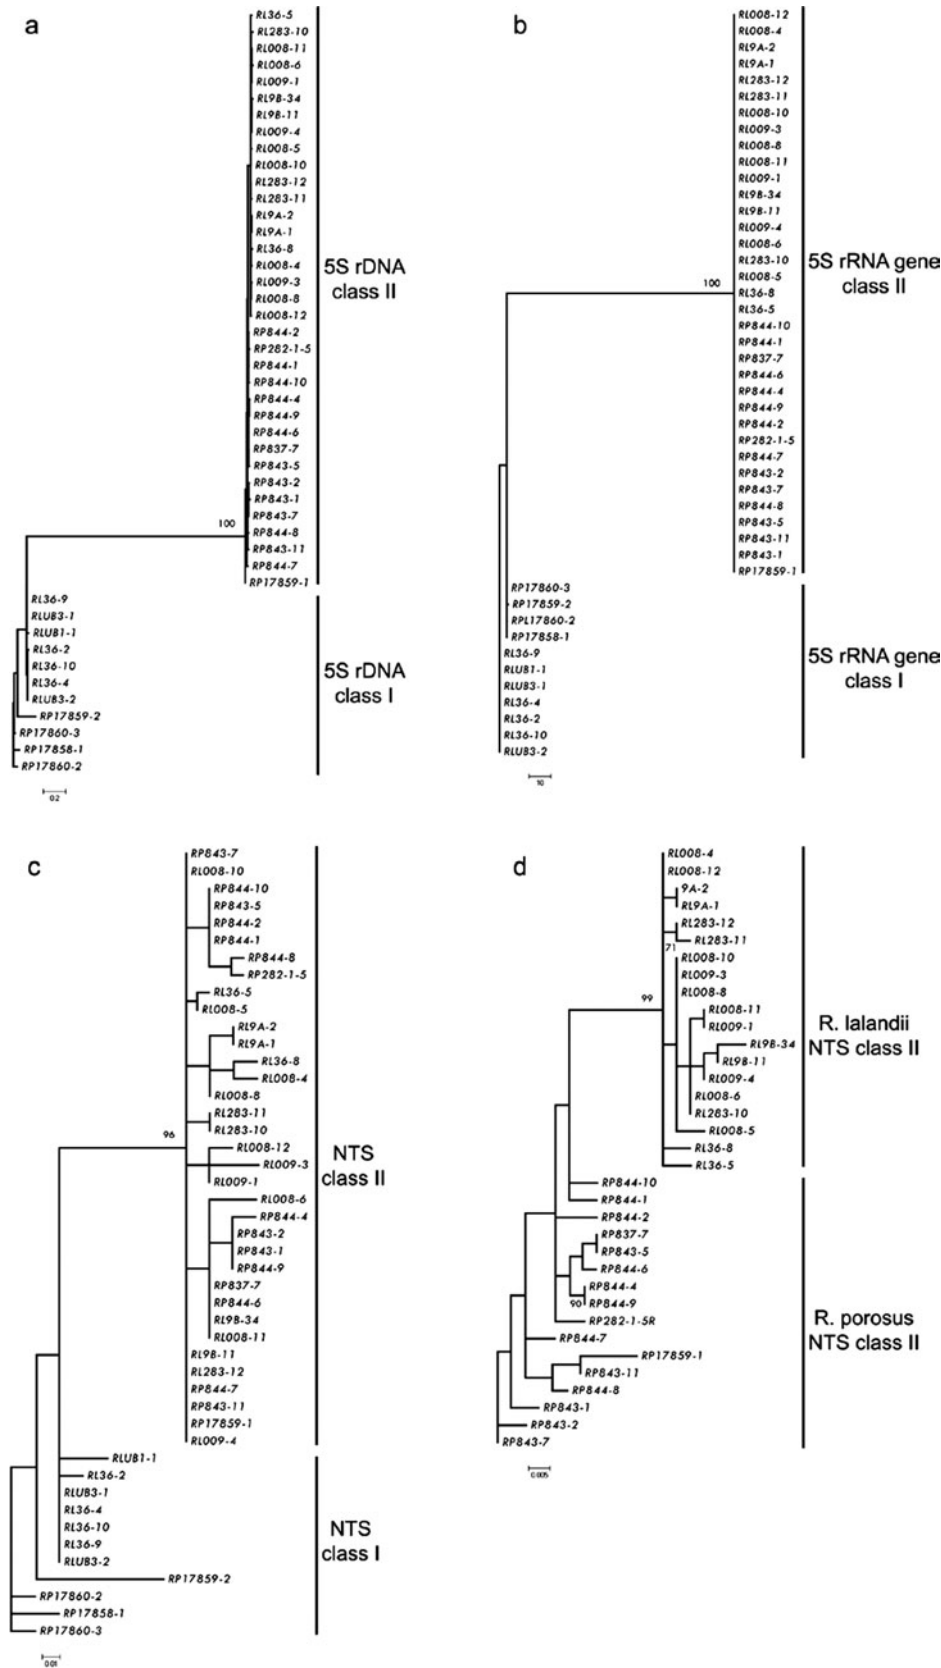 a
RL36-5
RL283-10
RL008-11
RL008-6
RL009-1
RL9B-34
RL9B-11
RL009-4
RL008-5
RL008-10
RL283-12
RL283-11
RL9A-2
RL9A-1
RL36-8
RL008-4
RL009-3
RL008-8
RL008-12
RP844-2
RP282-1-5
RP844-1
RP844-10
RP844-4
RP844-9
RP844-6
RP837-7
RP843-5
RP843-2
RP843-1
RP843-7
RP844-8
RP843-11
RP844-7
RP17859-1
100
5S rDNA
class II
RL36-9
RLUB3-1
RLUB1-1
RL36-2
RL36-10
RL36-4
RLUB3-2
RP17859-2
RP17860-3
RP17858-1
RP17860-2
5S rDNA
class I
0.2
b
RL008-12
RL008-4
RL9A-2
RL9A-1
RL283-12
RL283-11
RL008-10
RL009-3
RL008-8
RL008-11
RL009-1
RL9B-34
RL9B-11
RL009-4
RL008-6
RL283-10
RL008-5
RL36-8
RL36-5
RP844-10
RP844-1
RP837-7
RP844-6
RP844-4
RP844-9
RP844-2
RP282-1-5
RP844-7
RP843-2
RP843-7
RP844-8
RP843-5
RP843-11
RP843-1
RP17859-1
100
5S rRNA gene
class II
RP17860-3
RP17859-2
RPL17860-2
RP17858-1
RL36-9
RLUB1-1
RLUB3-1
RL36-4
RL36-2
RL36-10
RLUB3-2
5S rRNA gene
class I
10
c
RP843-7
RL008-10
RP844-10
RP843-5
RP844-2
RP844-1
RP844-8
RP282-1-5
RL36-5
RL008-5
RL9A-2
RL9A-1
RL36-8
RL008-4
RL008-8
RL283-11
RL283-10
RL008-12
RL009-3
RL009-1
RL008-6
RP844-4
RP843-2
RP843-1
RP844-9
RP837-7
RP844-6
RL9B-34
RL008-11
RL9B-11
RL283-12
RP844-7
RP843-11
RP17859-1
RL009-4
96
NTS
class II
RLUB1-1
RL36-2
RLUB3-1
RL36-4
RL36-10
RL36-9
RLUB3-2
RP17859-2
RP17860-2
RP17858-1
RP17860-3
NTS
class I
0.01
d
RL008-4
RL008-12
9A-2
RL9A-1
RL283-12
RL283-11
71
RL008-10
RL009-3
RL008-8
RL008-11
RL009-1
RL9B-34
RL9B-11
RL009-4
RL008-6
RL283-10
RL008-5
RL36-8
RL36-5
99
R. lalandii
NTS class II
RP844-10
RP844-1
RP844-2
RP837-7
RP843-5
RP844-6
RP844-4
90
RP844-9
RP282-1-5R
RP844-7
RP17859-1
RP843-11
RP844-8
RP843-1
RP843-2
RP843-7
R. porosus
NTS class II
0.005